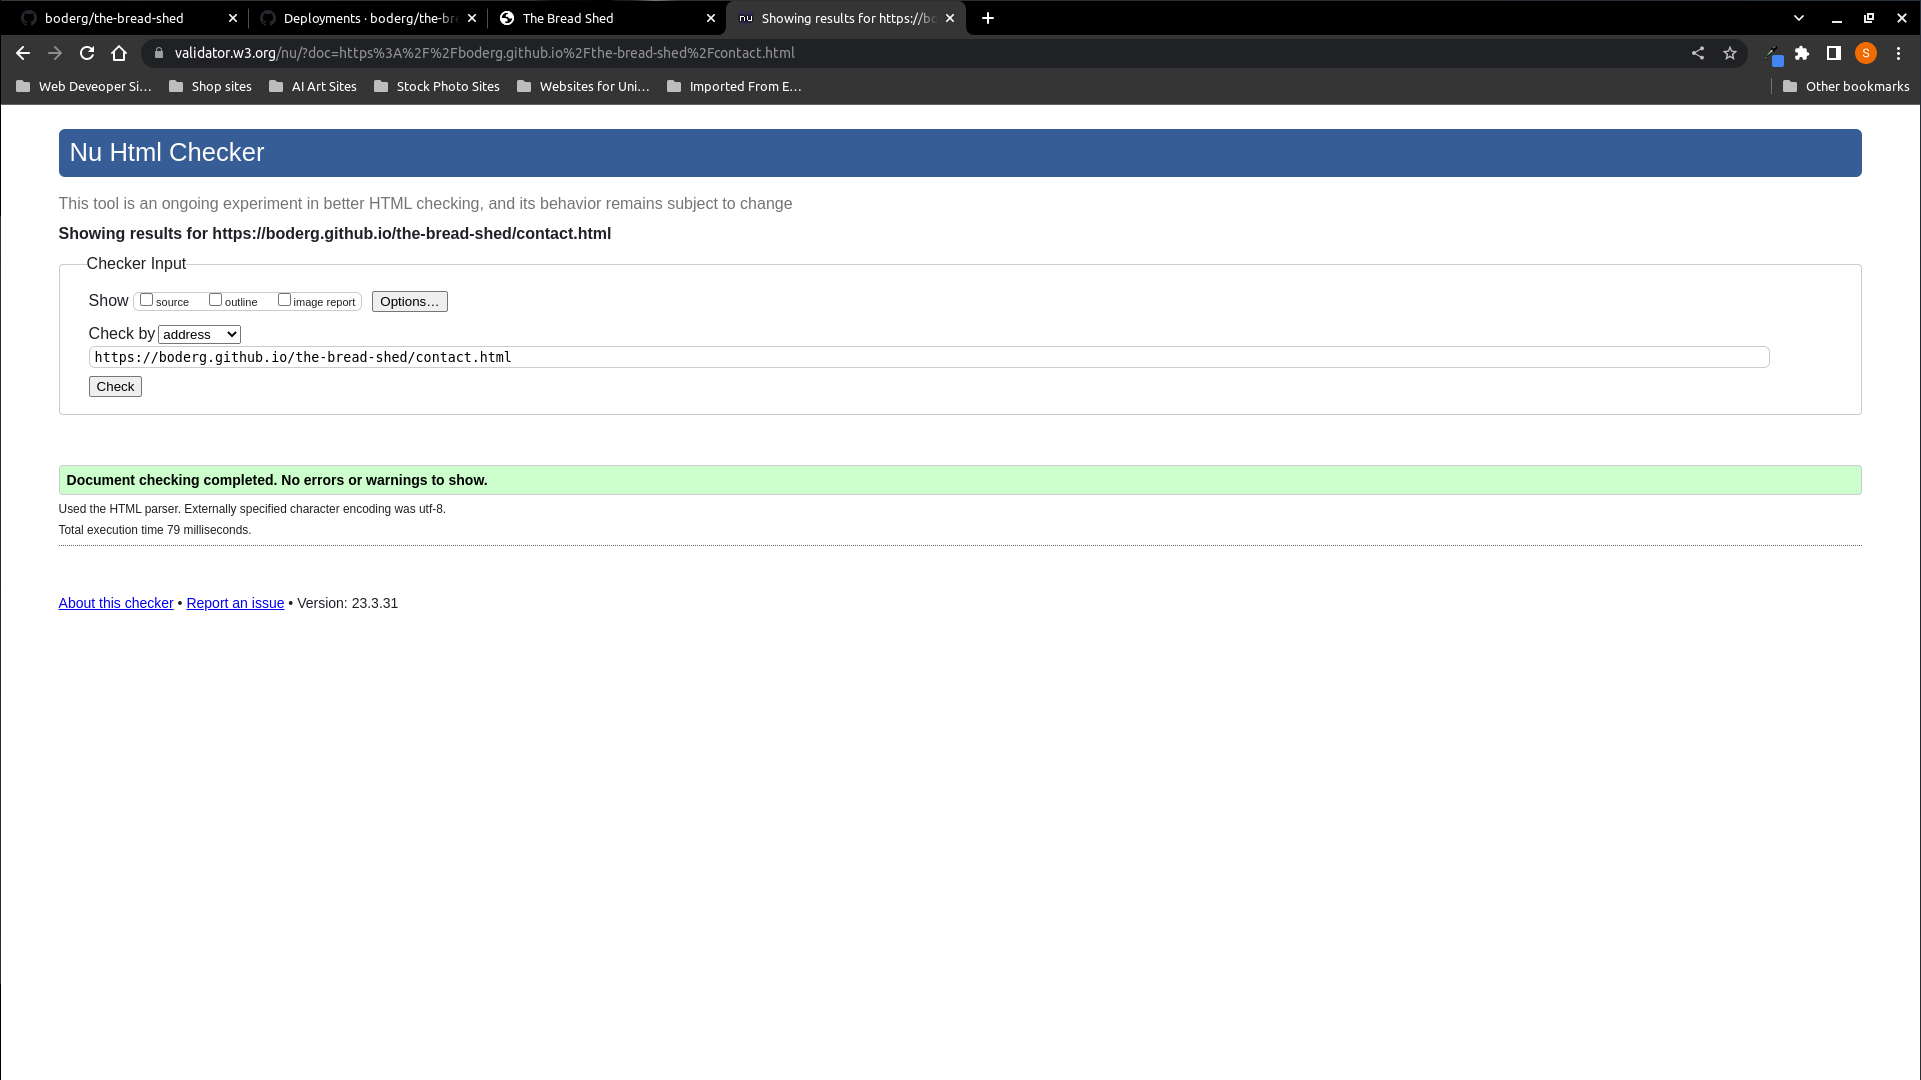 boderg/the-bread-shed
Deployments · boderg/the-bre
The Bread Shed
nu Showing results for https://bo
validator.w3.org/nu/?doc=https%3A%2F%2Fboderg.github.io%2Fthe-bread-shed%2Fcontact.html
S
Web Deveoper Si...
Shop sites
AI Art Sites
Stock Photo Sites
Websites for Uni...
Imported From E...
Other bookmarks
Nu Html Checker
This tool is an ongoing experiment in better HTML checking, and its behavior remains subject to change
Showing results for https://boderg.github.io/the-bread-shed/contact.html
Checker Input
Show source outline image report Options...
Check by address
https://boderg.github.io/the-bread-shed/contact.html
Check
Document checking completed. No errors or warnings to show.
Used the HTML parser. Externally specified character encoding was utf-8.
Total execution time 79 milliseconds.
About this checker • Report an issue • Version: 23.3.31